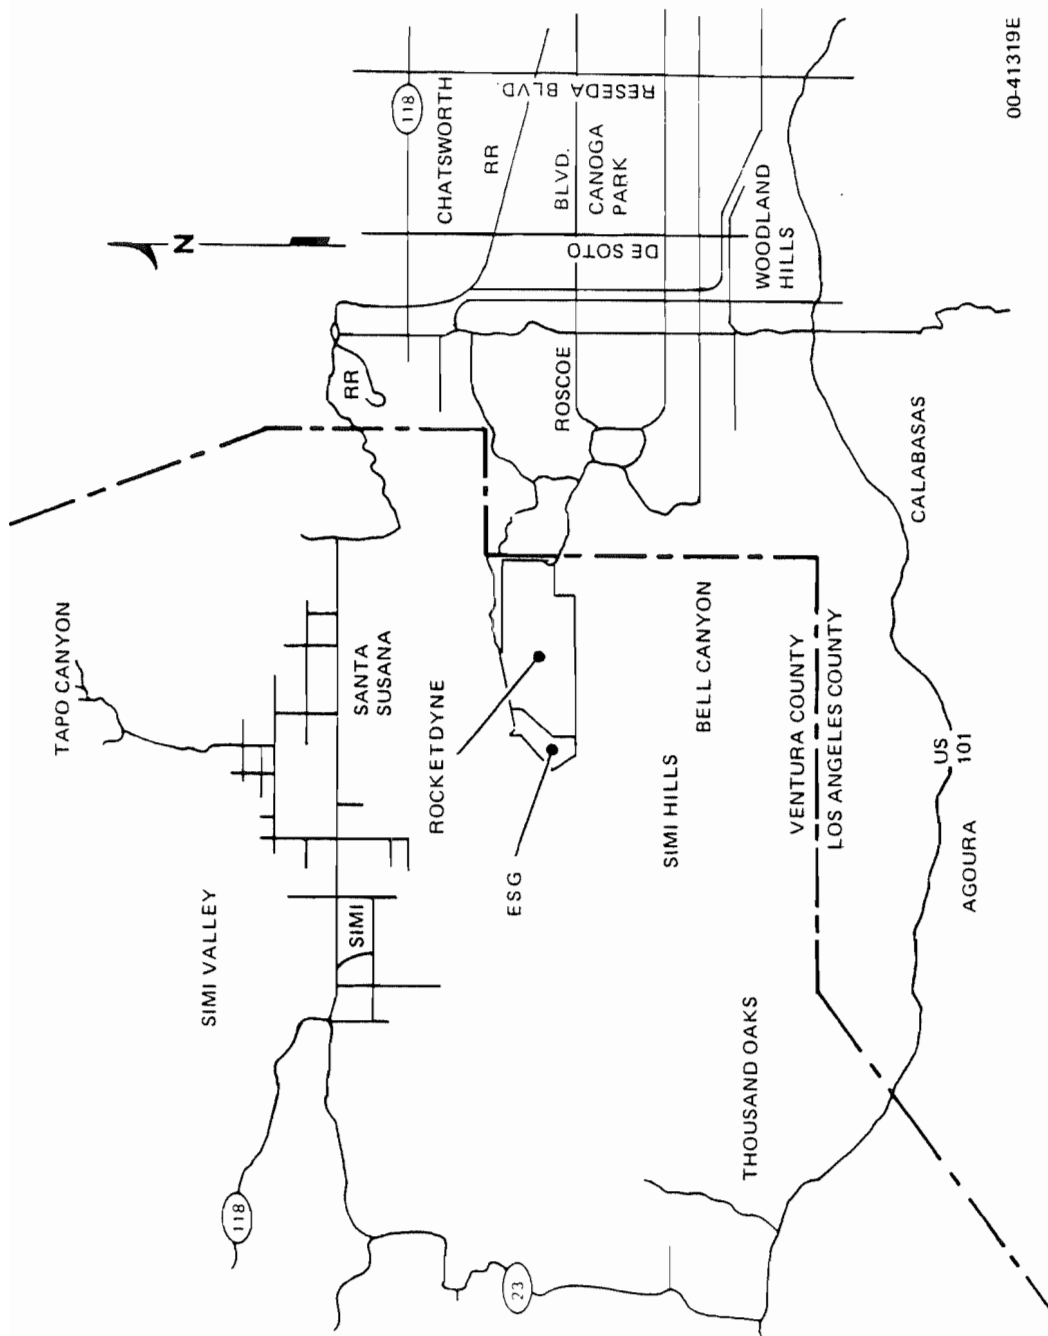 TAPO CANYON
SIMI VALLEY
118
SIMI
SANTA
SUSANA
RR
N
118
CHATSWORTH
RR
RESEDA BLVD.
ROCKETDYNE
ESG
23
ROSCOE
BLVD.
DE SOTO
CANOGA
PARK
BELL CANYON
SIMI HILLS
WOODLAND
HILLS
THOUSAND OAKS
VENTURA COUNTY
LOS ANGELES COUNTY
CALABASAS
US
101
AGOURA
00-41319E